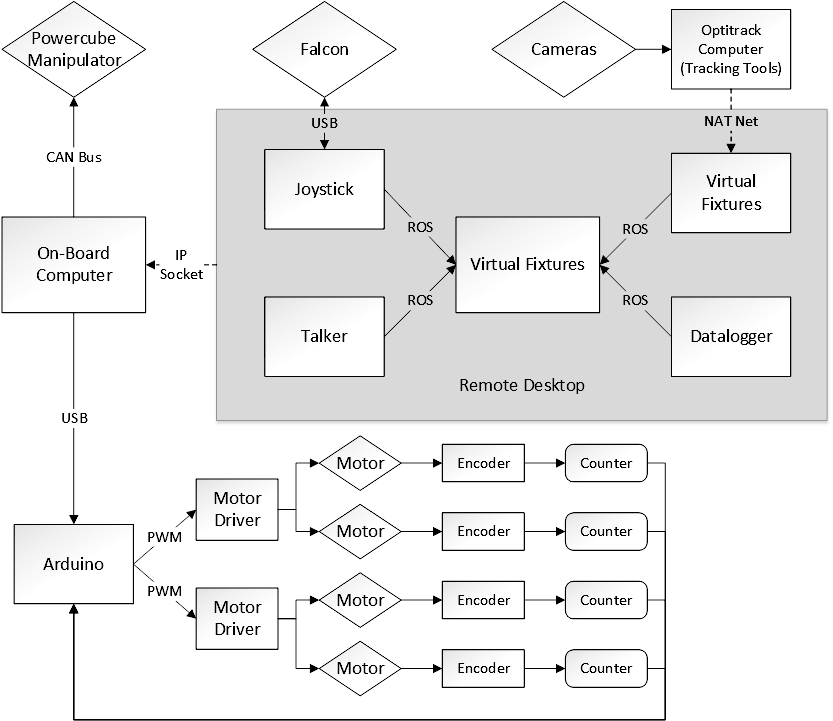 Powercube
Manipulator
Falcon
Cameras
Optitrack
Computer
(Tracking Tools)
USB
NAT Net
CAN Bus
Joystick
Virtual
Fixtures
ROS
ROS
On-Board
Computer
IP
Socket
Virtual Fixtures
ROS
ROS
Talker
Datalogger
Remote Desktop
USB
Motor
Encoder
Counter
Motor
Driver
PWM
Motor
Encoder
Counter
Arduino
PWM
Motor
Encoder
Counter
Motor
Driver
Motor
Encoder
Counter